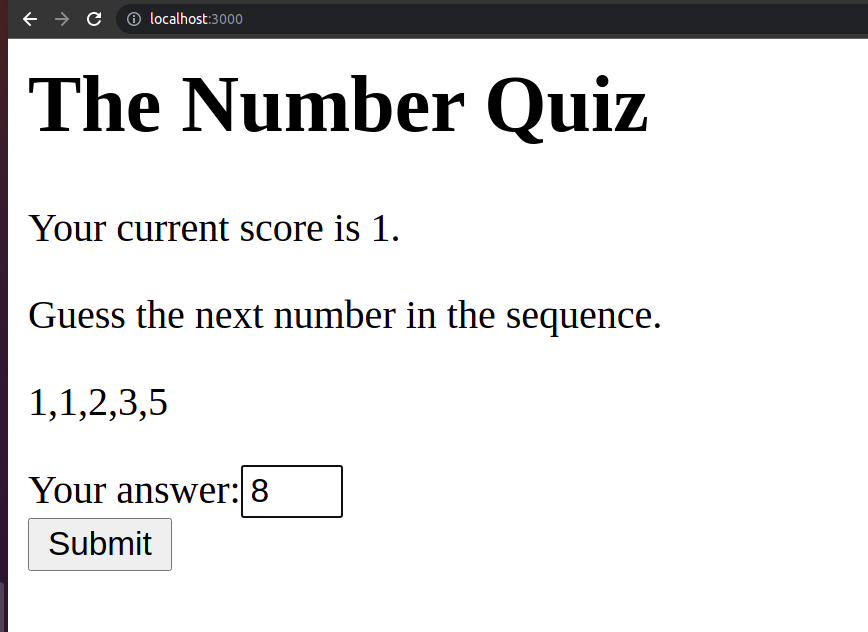 localhost:3000
The Number Quiz
Your current score is 1.
Guess the next number in the sequence.
1,1,2,3,5
Your answer: 8
Submit